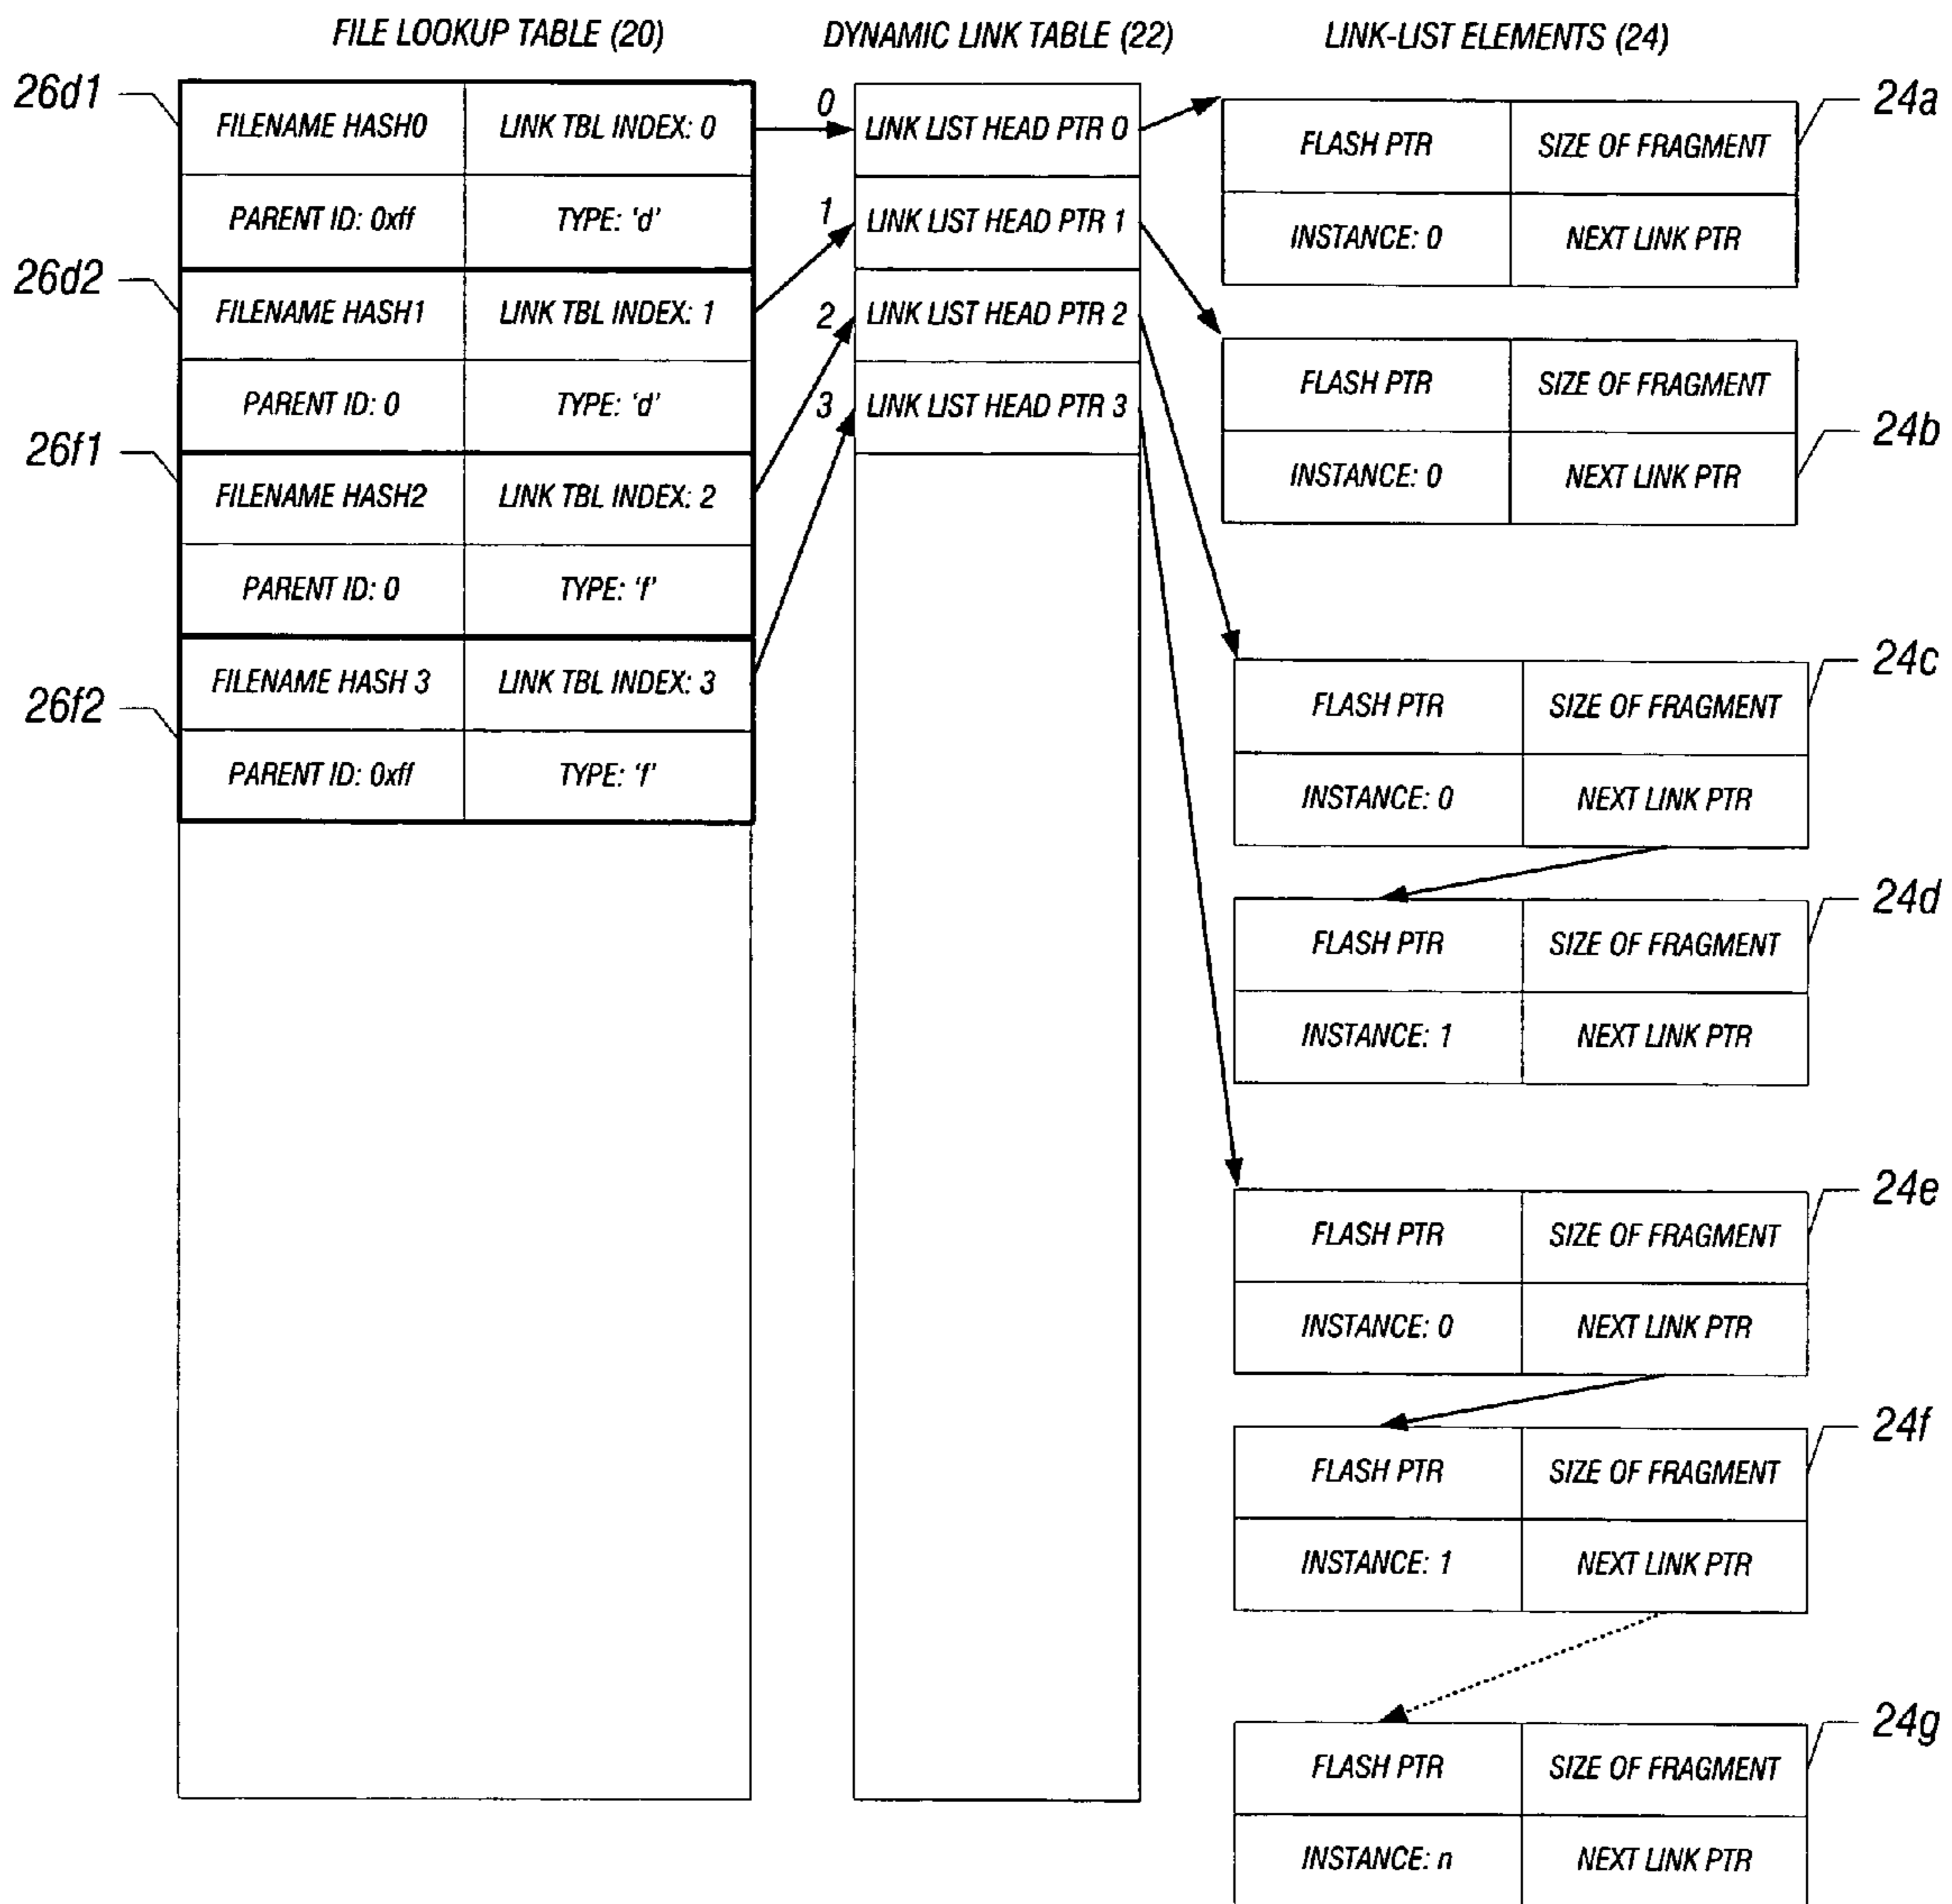 FILE LOOKUP TABLE (20)
DYNAMIC LINK TABLE (22)
LINK-LIST ELEMENTS (24)
26d1
FILENAME HASH0
LINK TBL INDEX: 0
PARENT ID: 0xff
TYPE: 'd'
26d2
FILENAME HASH1
LINK TBL INDEX: 1
PARENT ID: 0
TYPE: 'd'
26f1
FILENAME HASH2
LINK TBL INDEX: 2
PARENT ID: 0
TYPE: 'f'
26f2
FILENAME HASH 3
LINK TBL INDEX: 3
PARENT ID: 0xff
TYPE: 'f'
0
LINK LIST HEAD PTR 0
1
LINK LIST HEAD PTR 1
2
LINK LIST HEAD PTR 2
3
LINK LIST HEAD PTR 3
24a
FLASH PTR
SIZE OF FRAGMENT
INSTANCE: 0
NEXT LINK PTR
FLASH PTR
SIZE OF FRAGMENT
24b
INSTANCE: 0
NEXT LINK PTR
24c
FLASH PTR
SIZE OF FRAGMENT
INSTANCE: 0
NEXT LINK PTR
24d
FLASH PTR
SIZE OF FRAGMENT
INSTANCE: 1
NEXT LINK PTR
24e
FLASH PTR
SIZE OF FRAGMENT
INSTANCE: 0
NEXT LINK PTR
24f
FLASH PTR
SIZE OF FRAGMENT
INSTANCE: 1
NEXT LINK PTR
24g
FLASH PTR
SIZE OF FRAGMENT
INSTANCE: n
NEXT LINK PTR